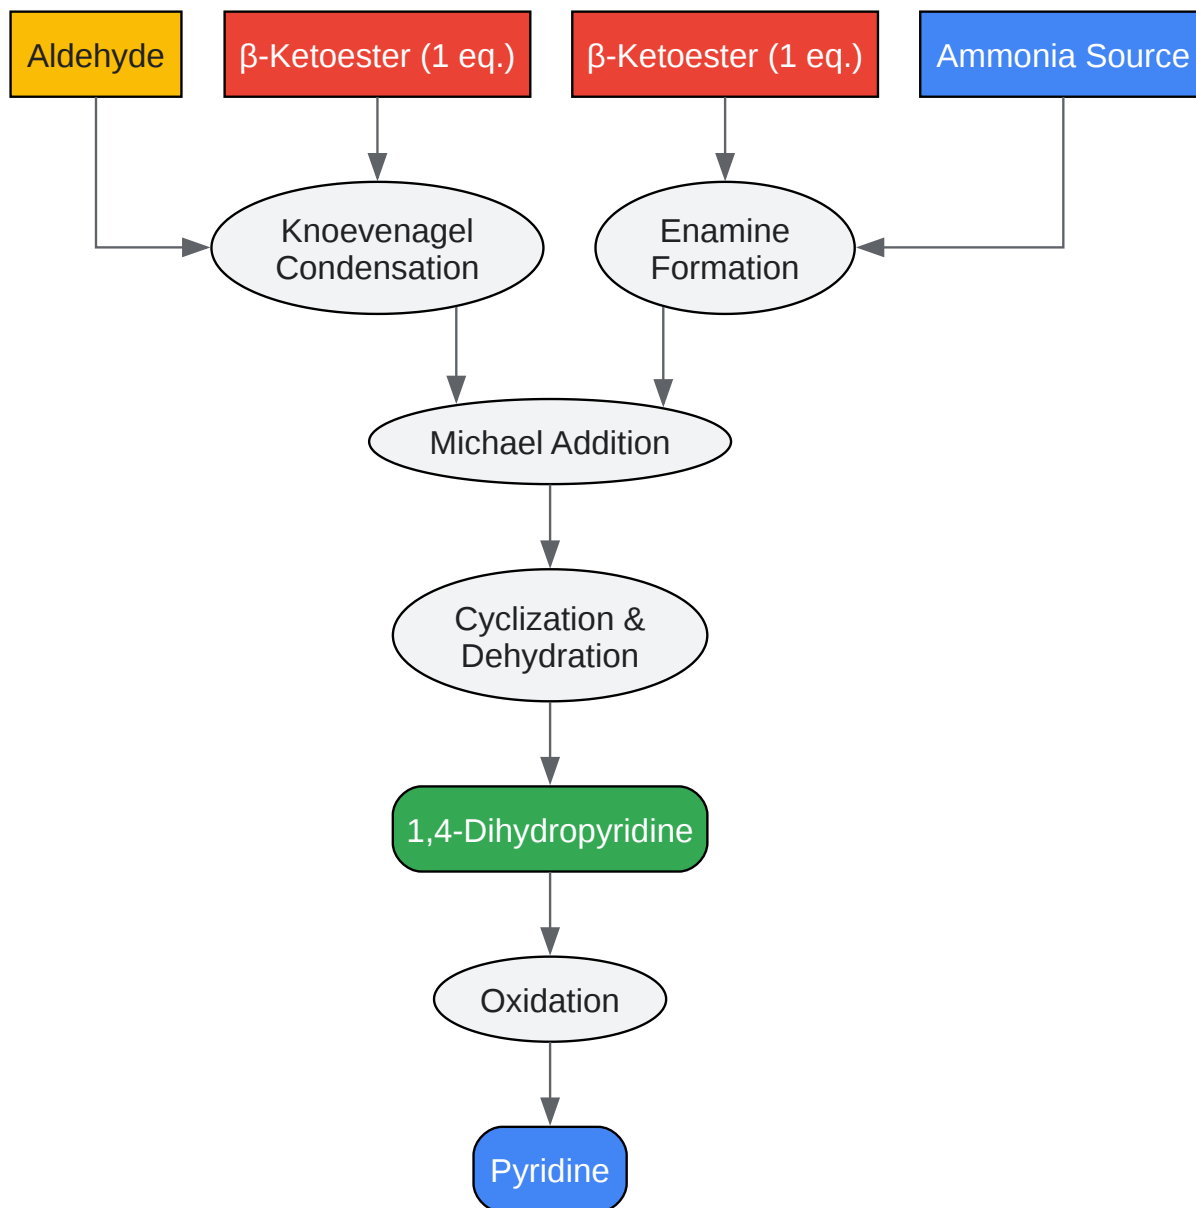 Aldehyde
β-Ketoester (1 eq.)
β-Ketoester (1 eq.)
Ammonia Source
Knoevenagel
Condensation
Enamine
Formation
Michael Addition
Cyclization &
Dehydration
1,4-Dihydropyridine
Oxidation
Pyridine